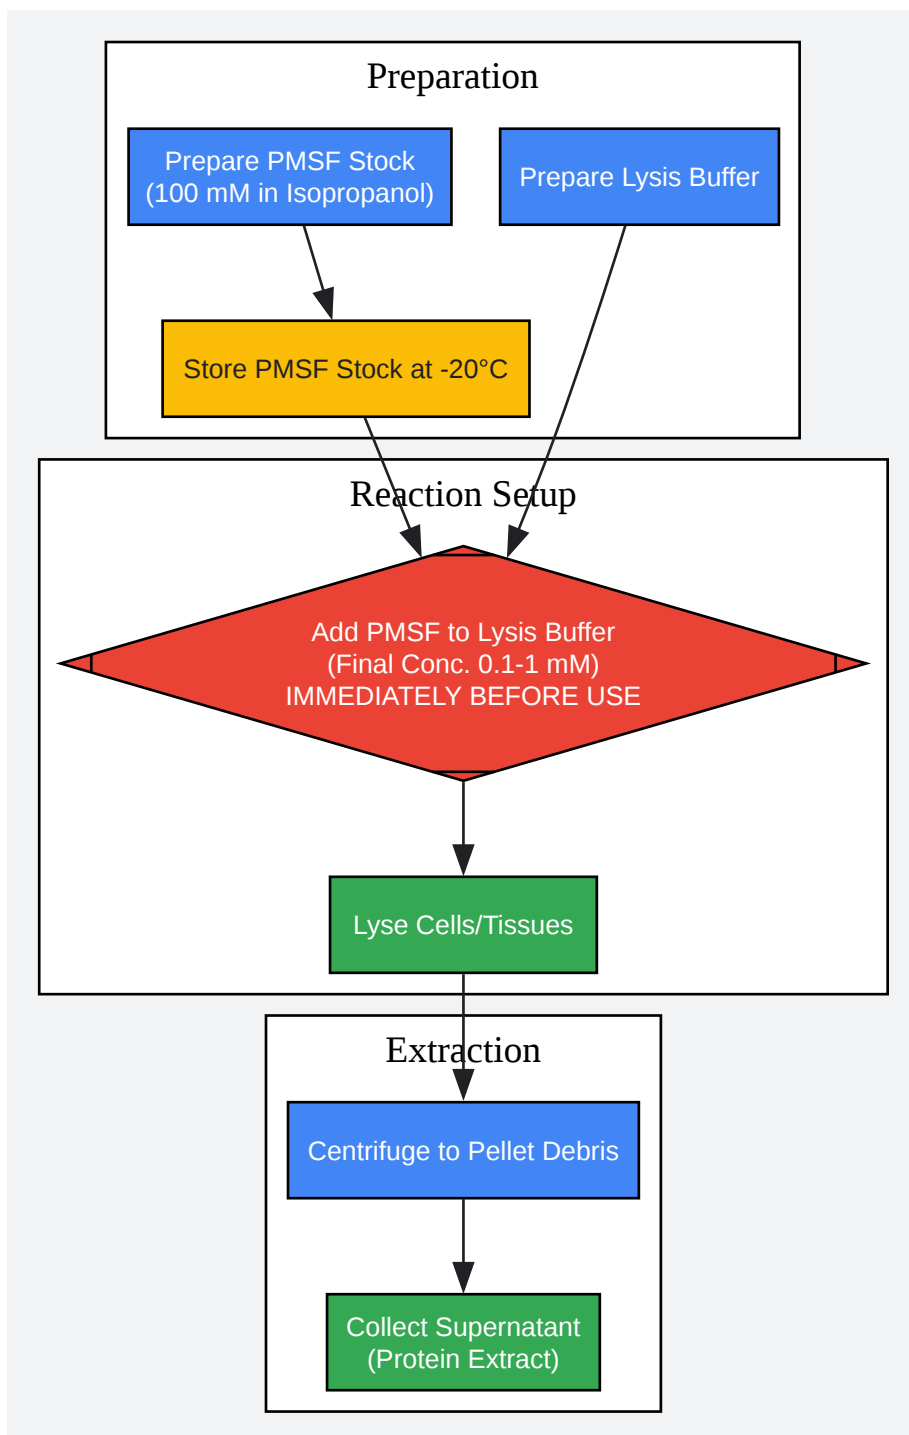 Preparation
Prepare PMSF Stock
(100 mM in Isopropanol)
Prepare Lysis Buffer
Store PMSF Stock at -20°C
Reaction Setup
Add PMSF to Lysis Buffer
(Final Conc. 0.1-1 mM)
IMMEDIATELY BEFORE USE
Lyse Cells/Tissues
Extraction
Centrifuge to Pellet Debris
Collect Supernatant
(Protein Extract)